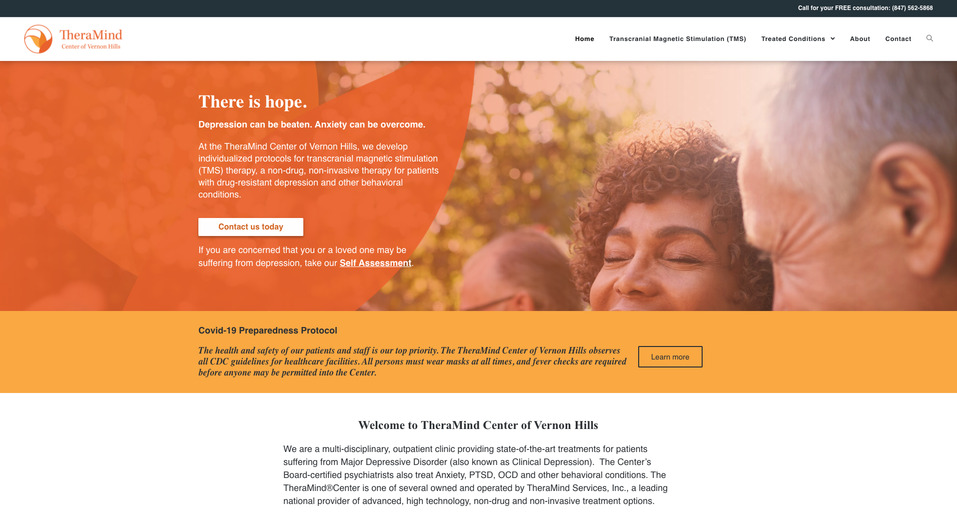 Call for your FREE consultation: (847) 562-5868
TheraMind
Center of Vernon Hills
Home Transcranial Magnetic Stimulation (TMS) Treated Conditions About Contact
There is hope.
Depression can be beaten. Anxiety can be overcome.
At the TheraMind Center of Vernon Hills, we develop
individualized protocols for transcranial magnetic stimulation
(TMS) therapy, a non-drug, non-invasive therapy for patients
with drug-resistant depression and other behavioral
conditions.
Contact us today
If you are concerned that you or a loved one may be
suffering from depression, take our Self Assessment.
Covid-19 Preparedness Protocol
The health and safety of our patients and staff is our top priority. The TheraMind Center of Vernon Hills observes
all CDC guidelines for healthcare facilities. All persons must wear masks at all times, and fever checks are required
before anyone may be permitted into the Center.
Learn more
Welcome to TheraMind Center of Vernon Hills
We are a multi-disciplinary, outpatient clinic providing state-of-the-art treatments for patients
suffering from Major Depressive Disorder (also known as Clinical Depression).  The Center's
Board-certified psychiatrists also treat Anxiety, PTSD, OCD and other behavioral conditions. The
TheraMind®Center is one of several owned and operated by TheraMind Services, Inc., a leading
national provider of advanced, high technology, non-drug and non-invasive treatment options.